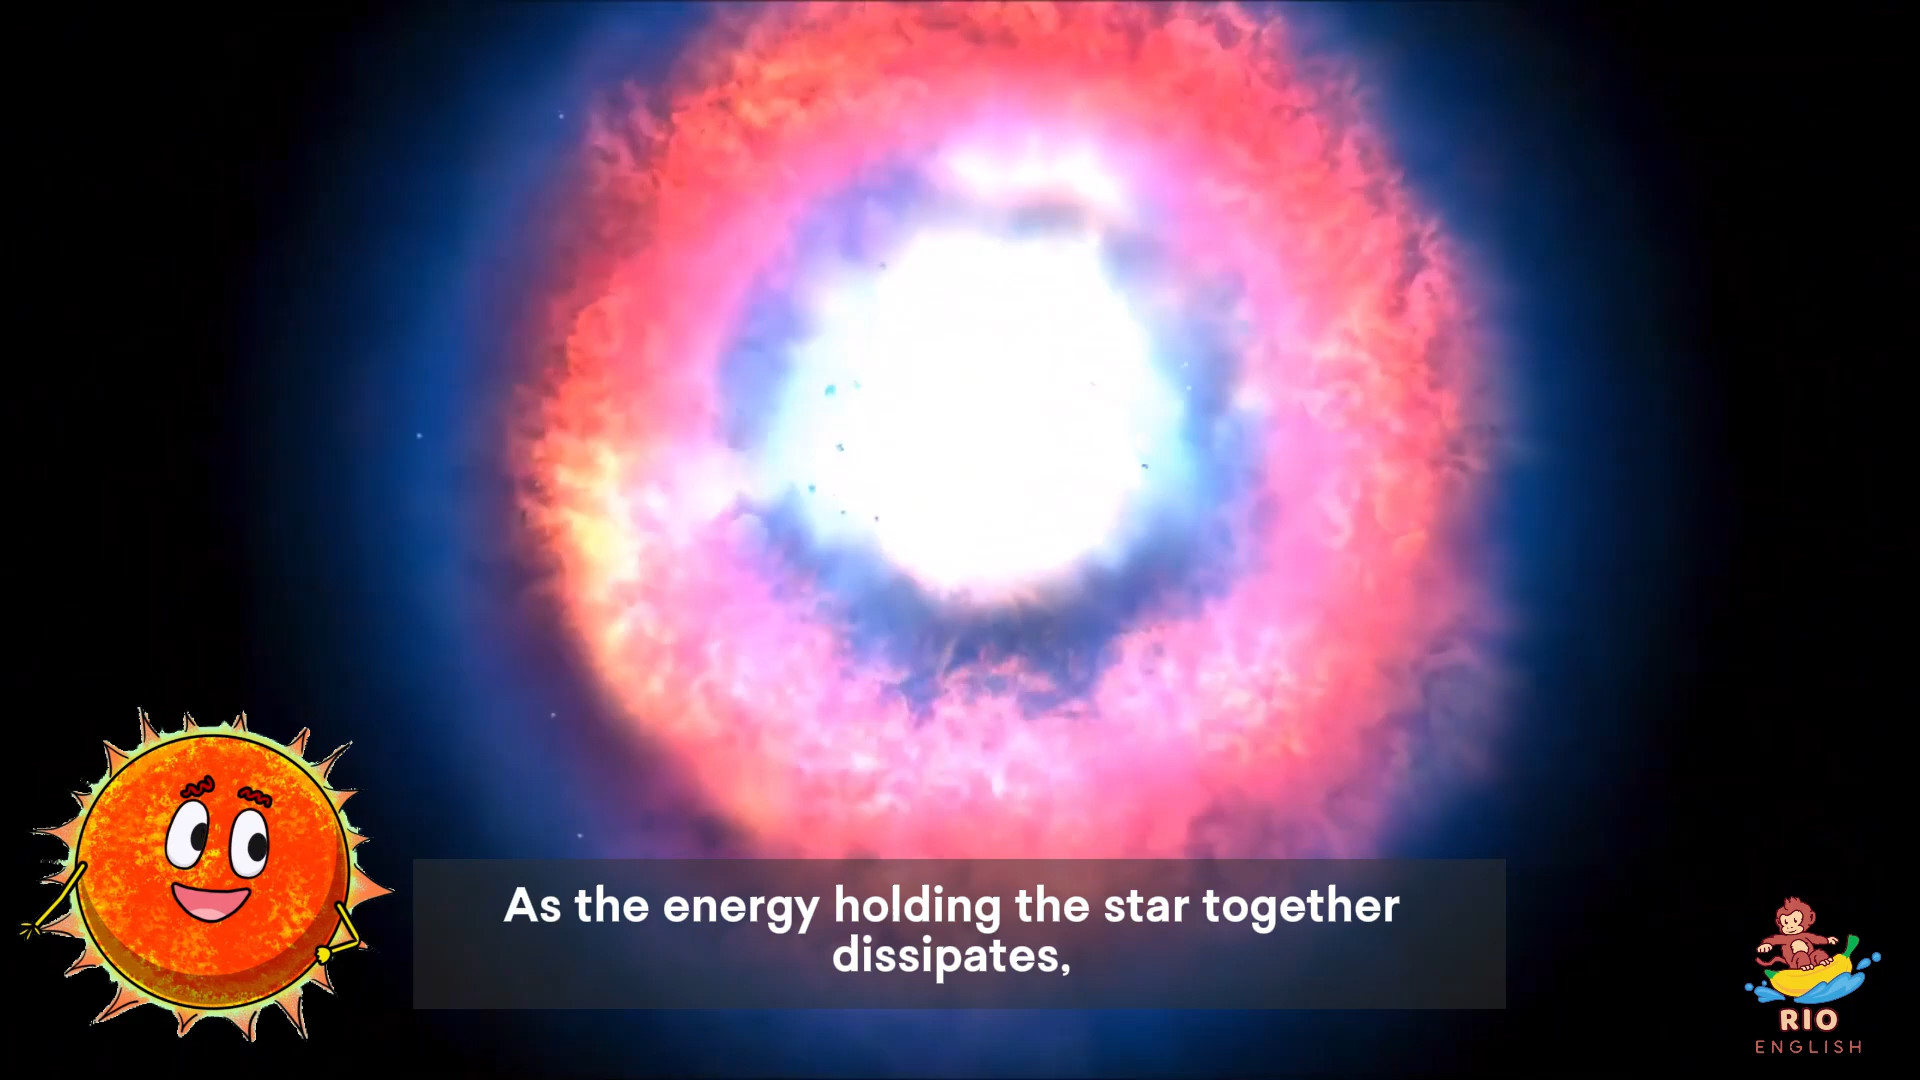 As the energy holding the star together
dissipates,
RIO
ENGLISH